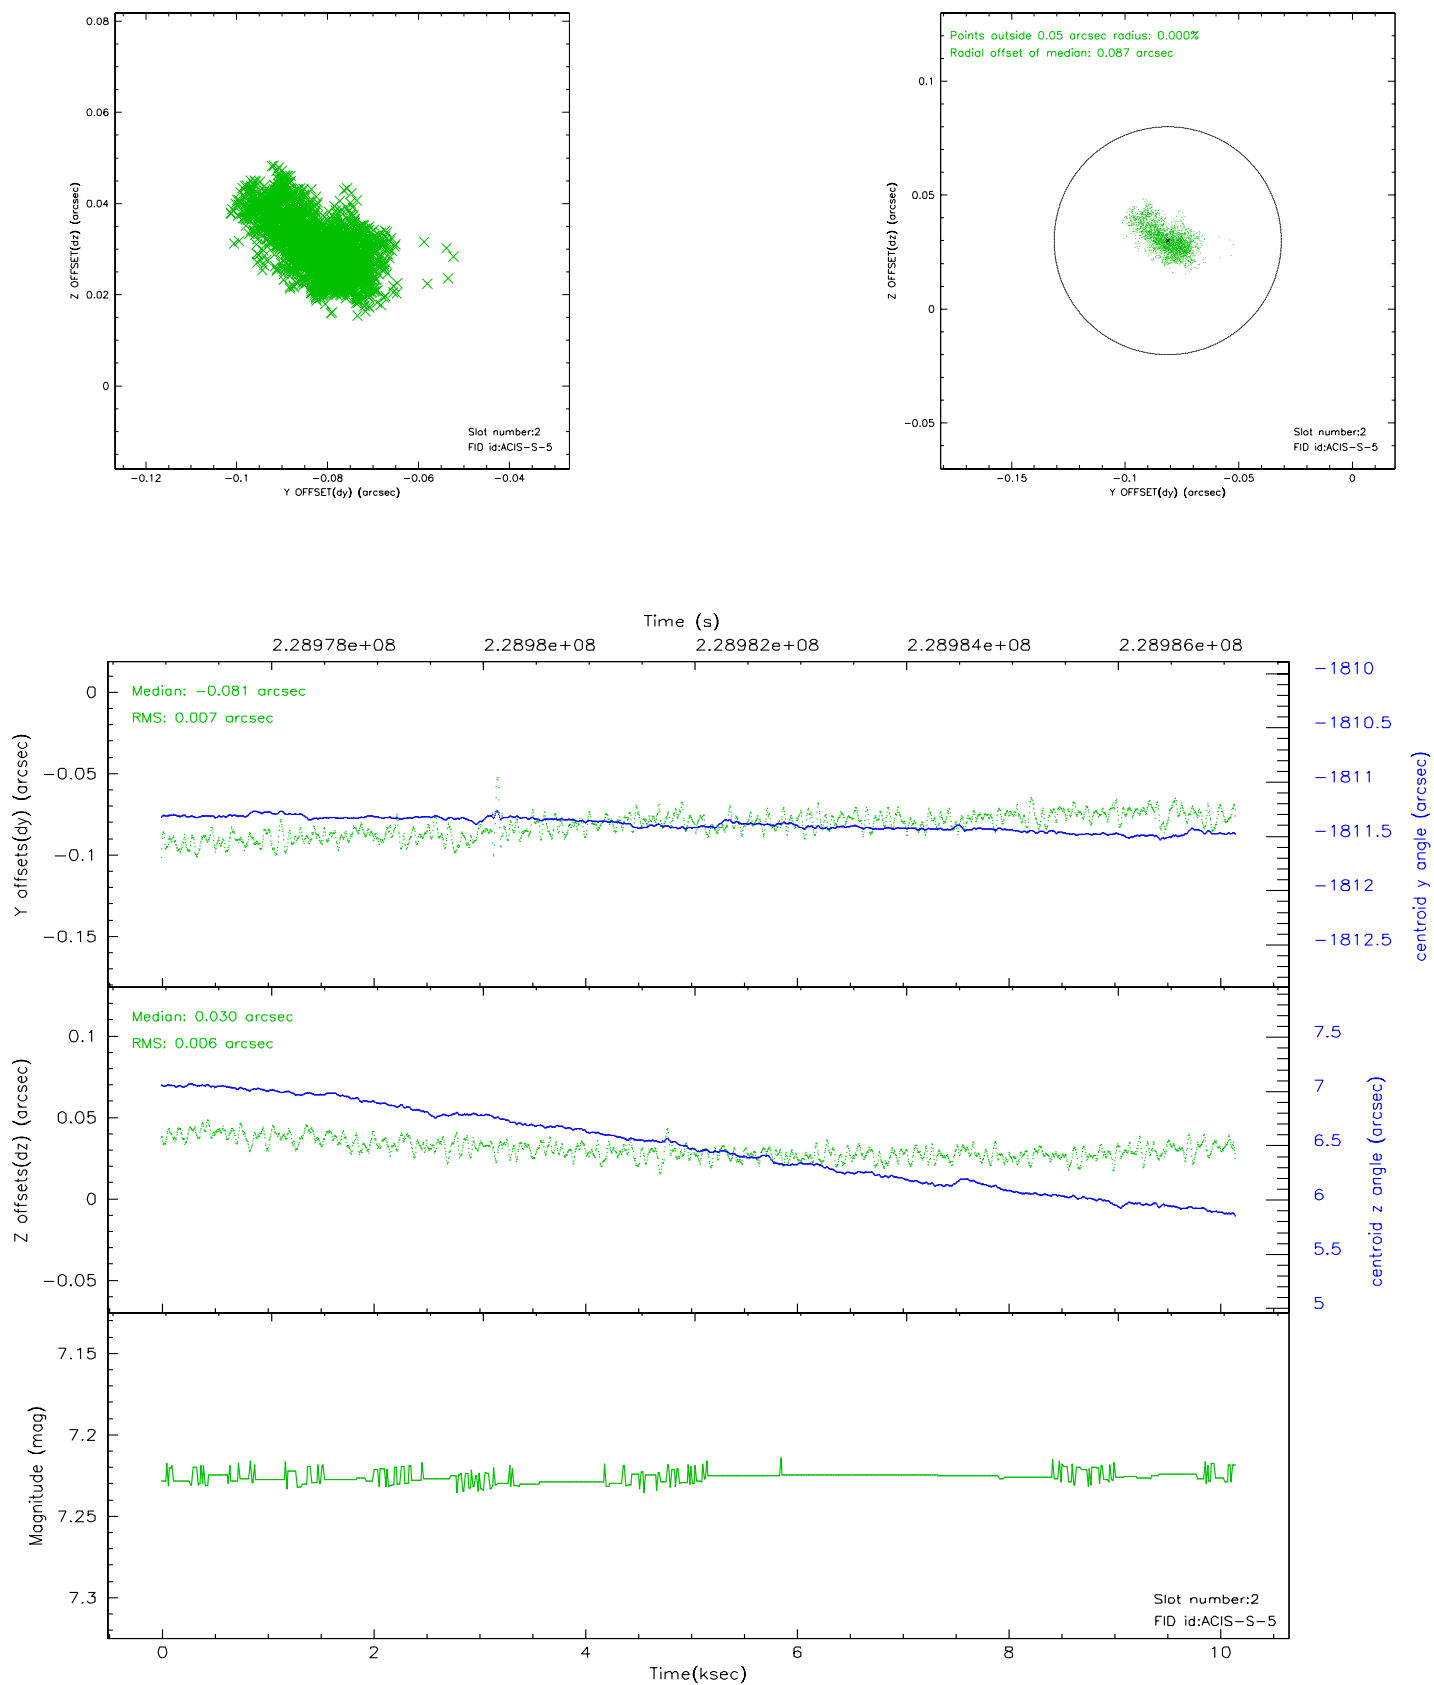 0.08
0.06
0.04
0.02
0
Z OFFSET(dz) (arcsec)
Slot number:2
FID id:ACIS-S-5
-0.12
-0.1
-0.08
-0.06
-0.04
Y OFFSET(dy) (arcsec)
Points outside 0.05 arcsec radius: 0.000%
Radial offset of median: 0.087 arcsec
0.1
0.05
0
-0.05
Z OFFSET(dz) (arcsec)
Slot number:2
FID id:ACIS-S-5
-0.15
-0.1
-0.05
0
Y OFFSET(dy) (arcsec)
Time (s)
2.28978e+08
2.2898e+08
2.28982e+08
2.28984e+08
2.28986e+08
Median: -0.081 arcsec
RMS: 0.007 arcsec
0
-0.05
-0.1
-0.15
Y offsets(dy) (arcsec)
-1810
-1810.5
-1811
-1811.5
-1812
-1812.5
centroid y angle (arcsec)
Median: 0.030 arcsec
RMS: 0.006 arcsec
0.1
0.05
0
-0.05
Z offsets(dz) (arcsec)
7.5
7
6.5
6
5.5
5
centroid z angle (arcsec)
7.15
7.2
7.25
7.3
Magnitude (mag)
Slot number:2
FID id:ACIS-S-5
0
2
4
6
8
10
Time(ksec)